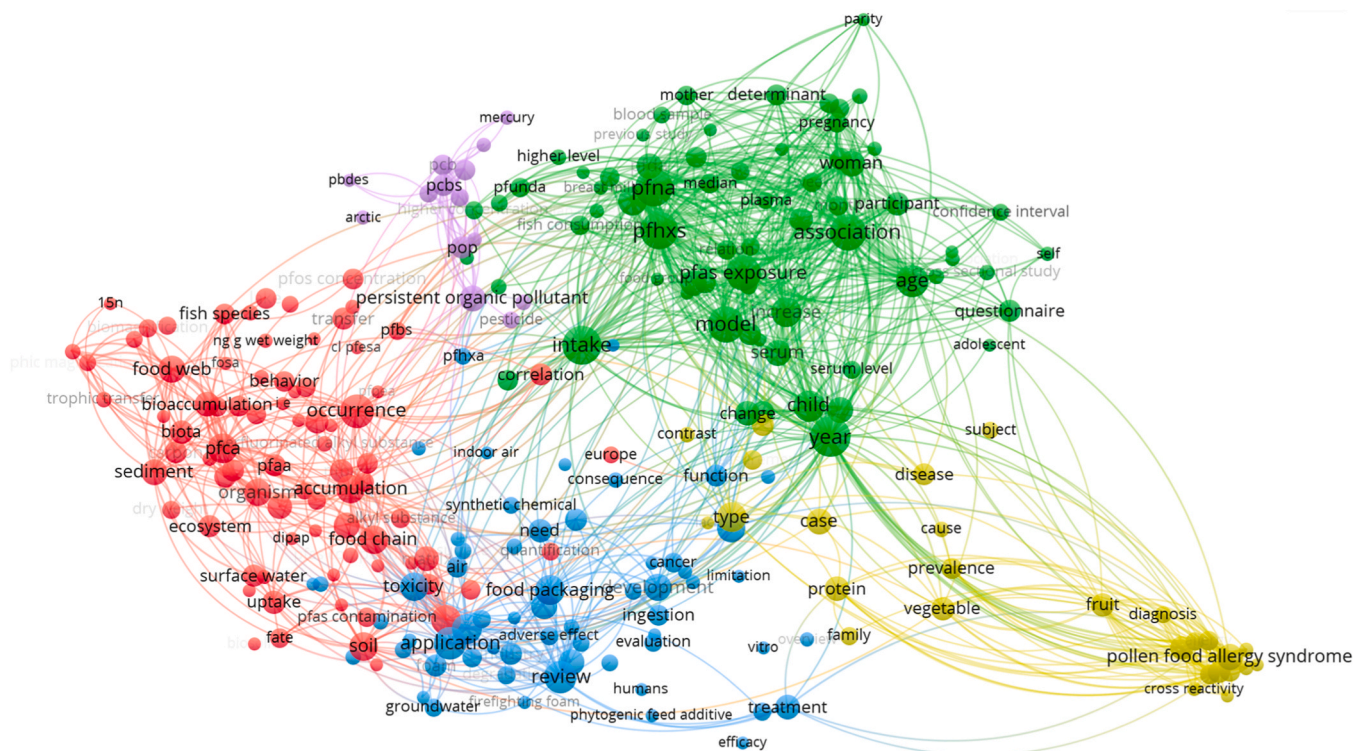 parity
mother
determinant
mercury
blood sample
pregnancy
previous study
pcb
higher level
woman
pbdes
pcbs
pfunda
pfna
median
breast milk
plasma
participant
arctic
confidence interval
fish consumption
pfhxs
association
pop
relation
self
pfos concentration
pfas exposure
age
sectional study
15n
persistent organic pollutant
fish species
transfer
pesticide
increase
questionnaire
pfbs
model
ng g wet weight
cl pfesa
intake
adolescent
fosa
pfhxa
serum
food web
correlation
serum level
behavior
trophic transfer
bioaccumulation
i e
occurrence
child
change
biota
contrast
year
subject
pfca
alkyl substance
indoor air
europe
sediment
pfaa
consequence
function
disease
organism
accumulation
synthetic chemical
ecosystem
alkyl substance
need
type
case
cause
dipap
food chain
quantification
air
cancer
surface water
toxicity
food packaging
development
limitation
prevalence
protein
uptake
ingestion
vegetable
fruit
diagnosis
pfas contamination
fate
soil
application
adverse effect
evaluation
vitro
overview
family
pollen food allergy syndrome
foam
review
humans
cross reactivity
groundwater
firefighting foam
phytogenic feed additive
treatment
efficacy